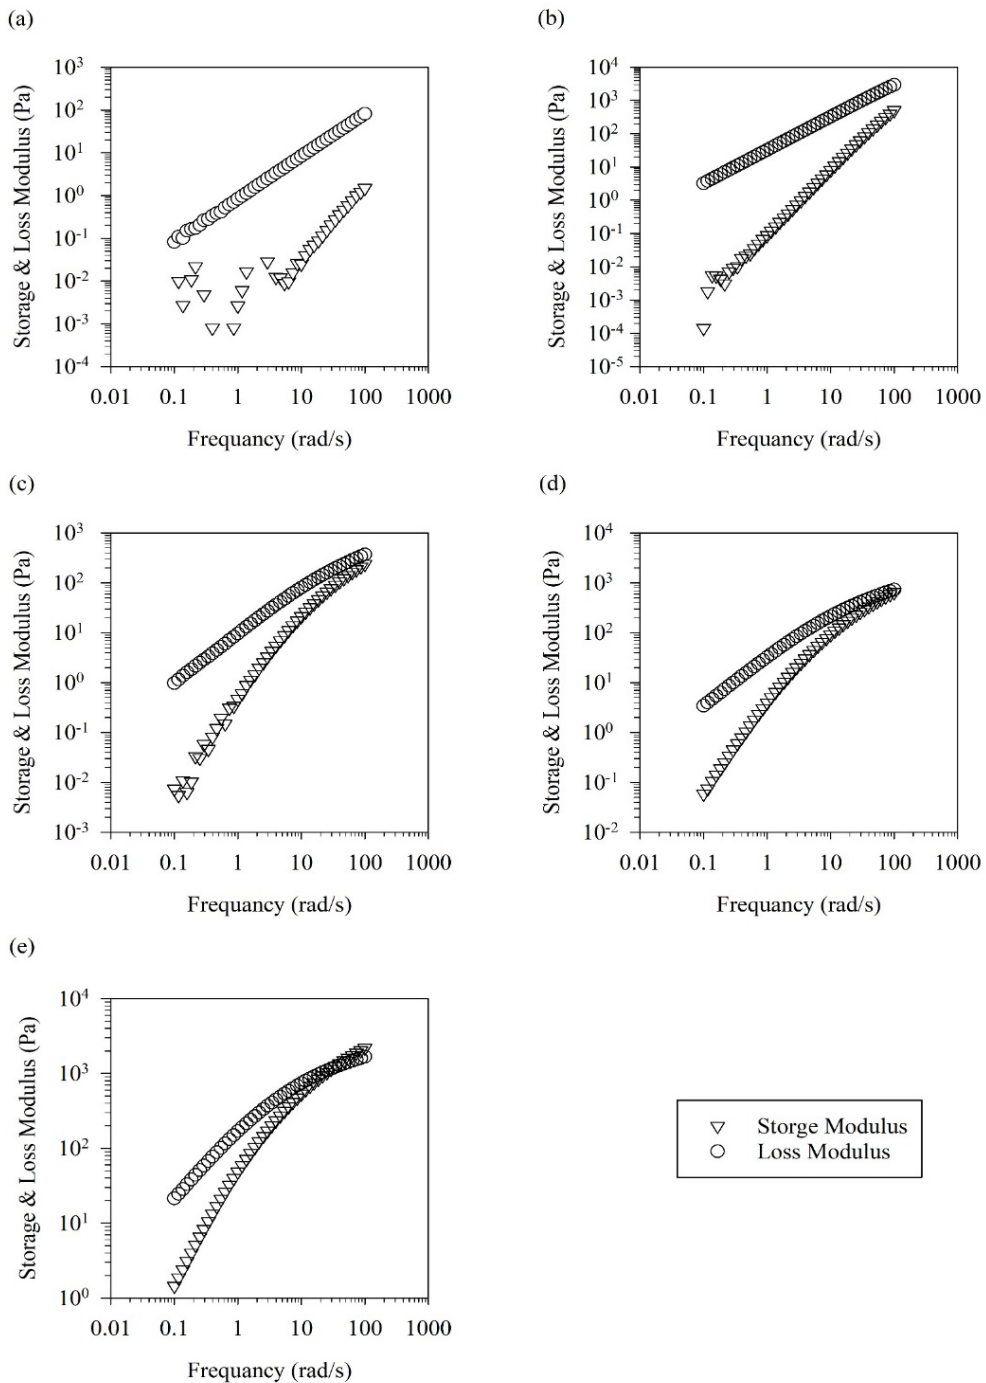 (a)
Storage & Loss Modulus (Pa)
10³
10²
10¹
10⁰
10⁻¹
10⁻²
10⁻³
10⁻⁴
0.01 0.1 1 10 100 1000
Frequancy (rad/s)
(b)
Storage & Loss Modulus (Pa)
10⁴
10³
10²
10¹
10⁰
10⁻¹
10⁻²
10⁻³
10⁻⁴
10⁻⁵
0.01 0.1 1 10 100 1000
Frequancy (rad/s)
(c)
Storage & Loss Modulus (Pa)
10³
10²
10¹
10⁰
10⁻¹
10⁻²
10⁻³
0.01 0.1 1 10 100 1000
Frequancy (rad/s)
(d)
Storage & Loss Modulus (Pa)
10⁴
10³
10²
10¹
10⁰
10⁻¹
10⁻²
0.01 0.1 1 10 100 1000
Frequancy (rad/s)
(e)
Storage & Loss Modulus (Pa)
10⁴
10³
10²
10¹
10⁰
0.01 0.1 1 10 100 1000
Frequancy (rad/s)
Storge Modulus
Loss Modulus